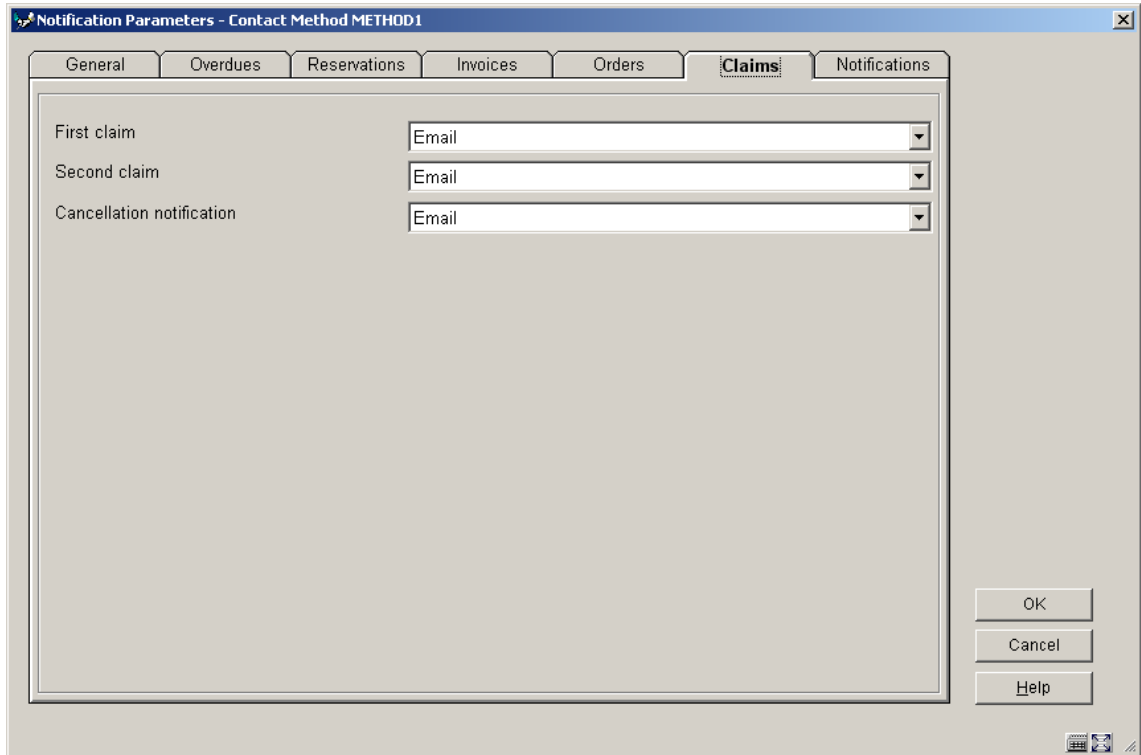 Notification Parameters - Contact Method METHOD1
General Overdues Reservations Invoices Orders Claims Notifications
First claim Email
Second claim Email
Cancellation notification Email
OK
Cancel
Help